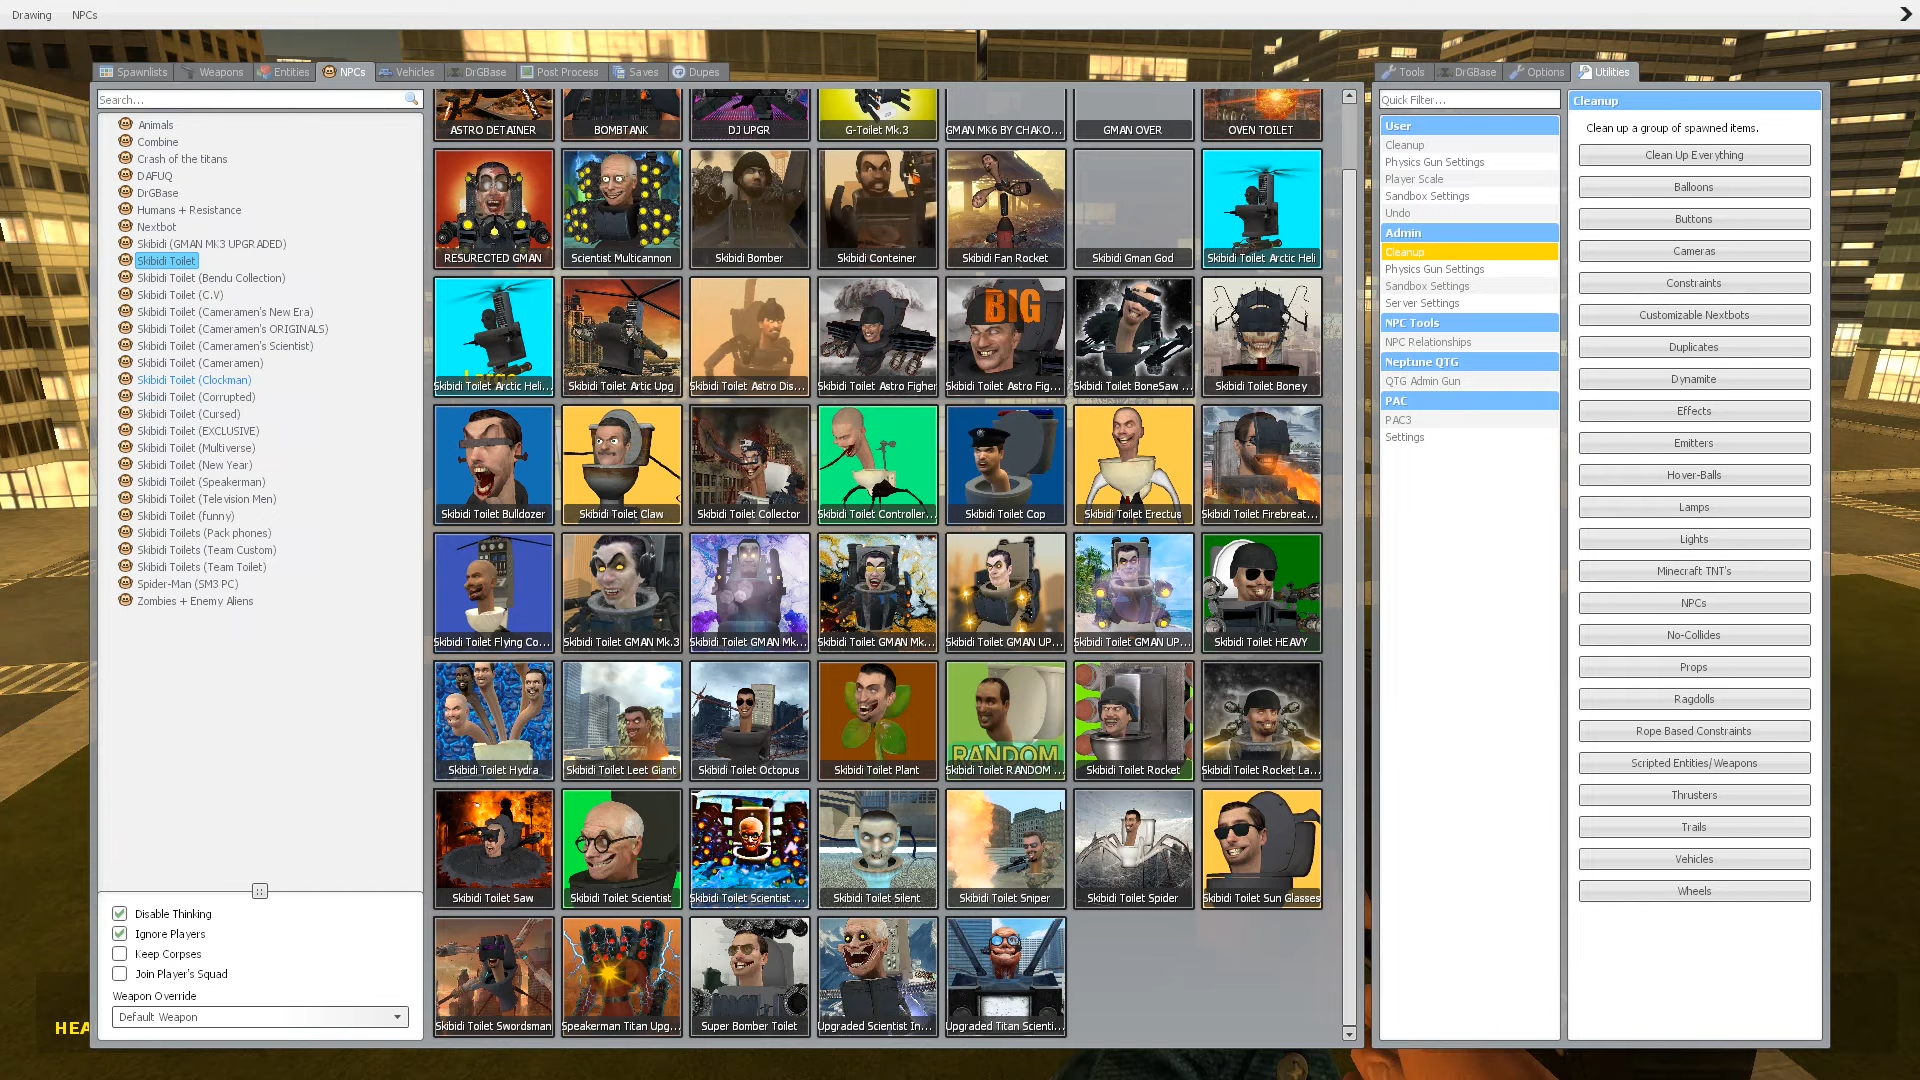 Drawing NPCs
Spawnlists Weapons Entities NPCs Vehicles DrGBase Post Process Saves Dupes
Search...
Animals
Combine
Crash of the titans
DAFUQ
DrGBase
Humans + Resistance
Nextbot
Skibidi (GMAN MK3 UPGRADED)
Skibidi Toilet
Skibidi Toilet (Bendu Collection)
Skibidi Toilet (C.V)
Skibidi Toilet (Cameramen's New Era)
Skibidi Toilet (Cameramen's ORIGINALS)
Skibidi Toilet (Cameramen's Scientist)
Skibidi Toilet (Cameramen)
Skibidi Toilet (Clockman)
Skibidi Toilet (Corrupted)
Skibidi Toilet (Cursed)
Skibidi Toilet (EXCLUSIVE)
Skibidi Toilet (Multiverse)
Skibidi Toilet (New Year)
Skibidi Toilet (Speakerman)
Skibidi Toilet (Television Men)
Skibidi Toilet (funny)
Skibidi Toilets (Pack phones)
Skibidi Toilets (Team Custom)
Skibidi Toilets (Team Toilet)
Spider-Man (SM3 PC)
Zombies + Enemy Aliens
Disable Thinking
Ignore Players
Keep Corpses
Join Player's Squad
Weapon Override
Default Weapon
HEA
ASTRO DETAINER BOMBTANK DJ UPGR G-Toilet Mk.3 GMAN MK6 BY CHAKO... GMAN OVER OVEN TOILET
RESURECTED GMAN Scientist Multicannon Skibidi Bomber Skibidi Conteiner Skibidi Fan Rocket Skibidi Gman God Skibidi Toilet Arctic Heli
BIG
Skibidi Toilet Arctic Heli... Skibidi Toilet Artic Upg Skibidi Toilet Astro Dis... Skibidi Toilet Astro Figher Skibidi Toilet Astro Fig... Skibidi Toilet BoneSaw ... Skibidi Toilet Boney
Skibidi Toilet Bulldozer Skibidi Toilet Claw Skibidi Toilet Collector Skibidi Toilet Controller... Skibidi Toilet Cop Skibidi Toilet Erectus Skibidi Toilet Firebreat...
Skibidi Toilet Flying Co... Skibidi Toilet GMAN Mk.3 Skibidi Toilet GMAN Mk... Skibidi Toilet GMAN Mk... Skibidi Toilet GMAN UP... Skibidi Toilet GMAN UP... Skibidi Toilet HEAVY
RANDOM
Skibidi Toilet Hydra Skibidi Toilet Leet Giant Skibidi Toilet Octopus Skibidi Toilet Plant Skibidi Toilet RANDOM ... Skibidi Toilet Rocket Skibidi Toilet Rocket La...
Skibidi Toilet Saw Skibidi Toilet Scientist Skibidi Toilet Scientist ... Skibidi Toilet Silent Skibidi Toilet Sniper Skibidi Toilet Spider Skibidi Toilet Sun Glasses
Skibidi Toilet Swordsman Speakerman Titan Upg... Super Bomber Toilet Upgraded Scientist In... Upgraded Titan Scienti...
Tools DrGBase Options Utilities
Quick Filter...
User
Cleanup
Physics Gun Settings
Player Scale
Sandbox Settings
Undo
Admin
Cleanup
Physics Gun Settings
Sandbox Settings
Server Settings
NPC Tools
NPC Relationships
Neptune QTG
QTG Admin Gun
PAC
PAC3
Settings
Cleanup
Clean up a group of spawned items.
Clean Up Everything
Balloons
Buttons
Cameras
Constraints
Customizable Nextbots
Duplicates
Dynamite
Effects
Emitters
Hover-Balls
Lamps
Lights
Minecraft TNT's
NPCs
No-Collides
Props
Ragdolls
Rope Based Constraints
Scripted Entities/Weapons
Thrusters
Trails
Vehicles
Wheels